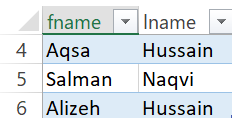 fname lname
4 Aqsa Hussain
5 Salman Naqvi
6 Alizeh Hussain